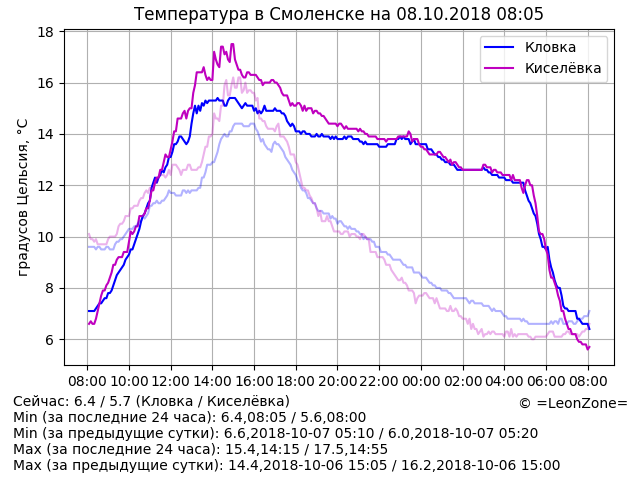 Температура в Смоленске на 08.10.2018 08:05
18
16
14
12
10
8
6
градусов Цельсия, °C
Кловка
Киселёвка
08:00 10:00 12:00 14:00 16:00 18:00 20:00 22:00 00:00 02:00 04:00 06:00 08:00
Сейчас: 6.4 / 5.7 (Кловка / Киселёвка)
© =LeonZone=
Min (за последние 24 часа): 6.4,08:05 / 5.6,08:00
Min (за предыдущие сутки): 6.6,2018-10-07 05:10 / 6.0,2018-10-07 05:20
Max (за последние 24 часа): 15.4,14:15 / 17.5,14:55
Max (за предыдущие сутки): 14.4,2018-10-06 15:05 / 16.2,2018-10-06 15:00